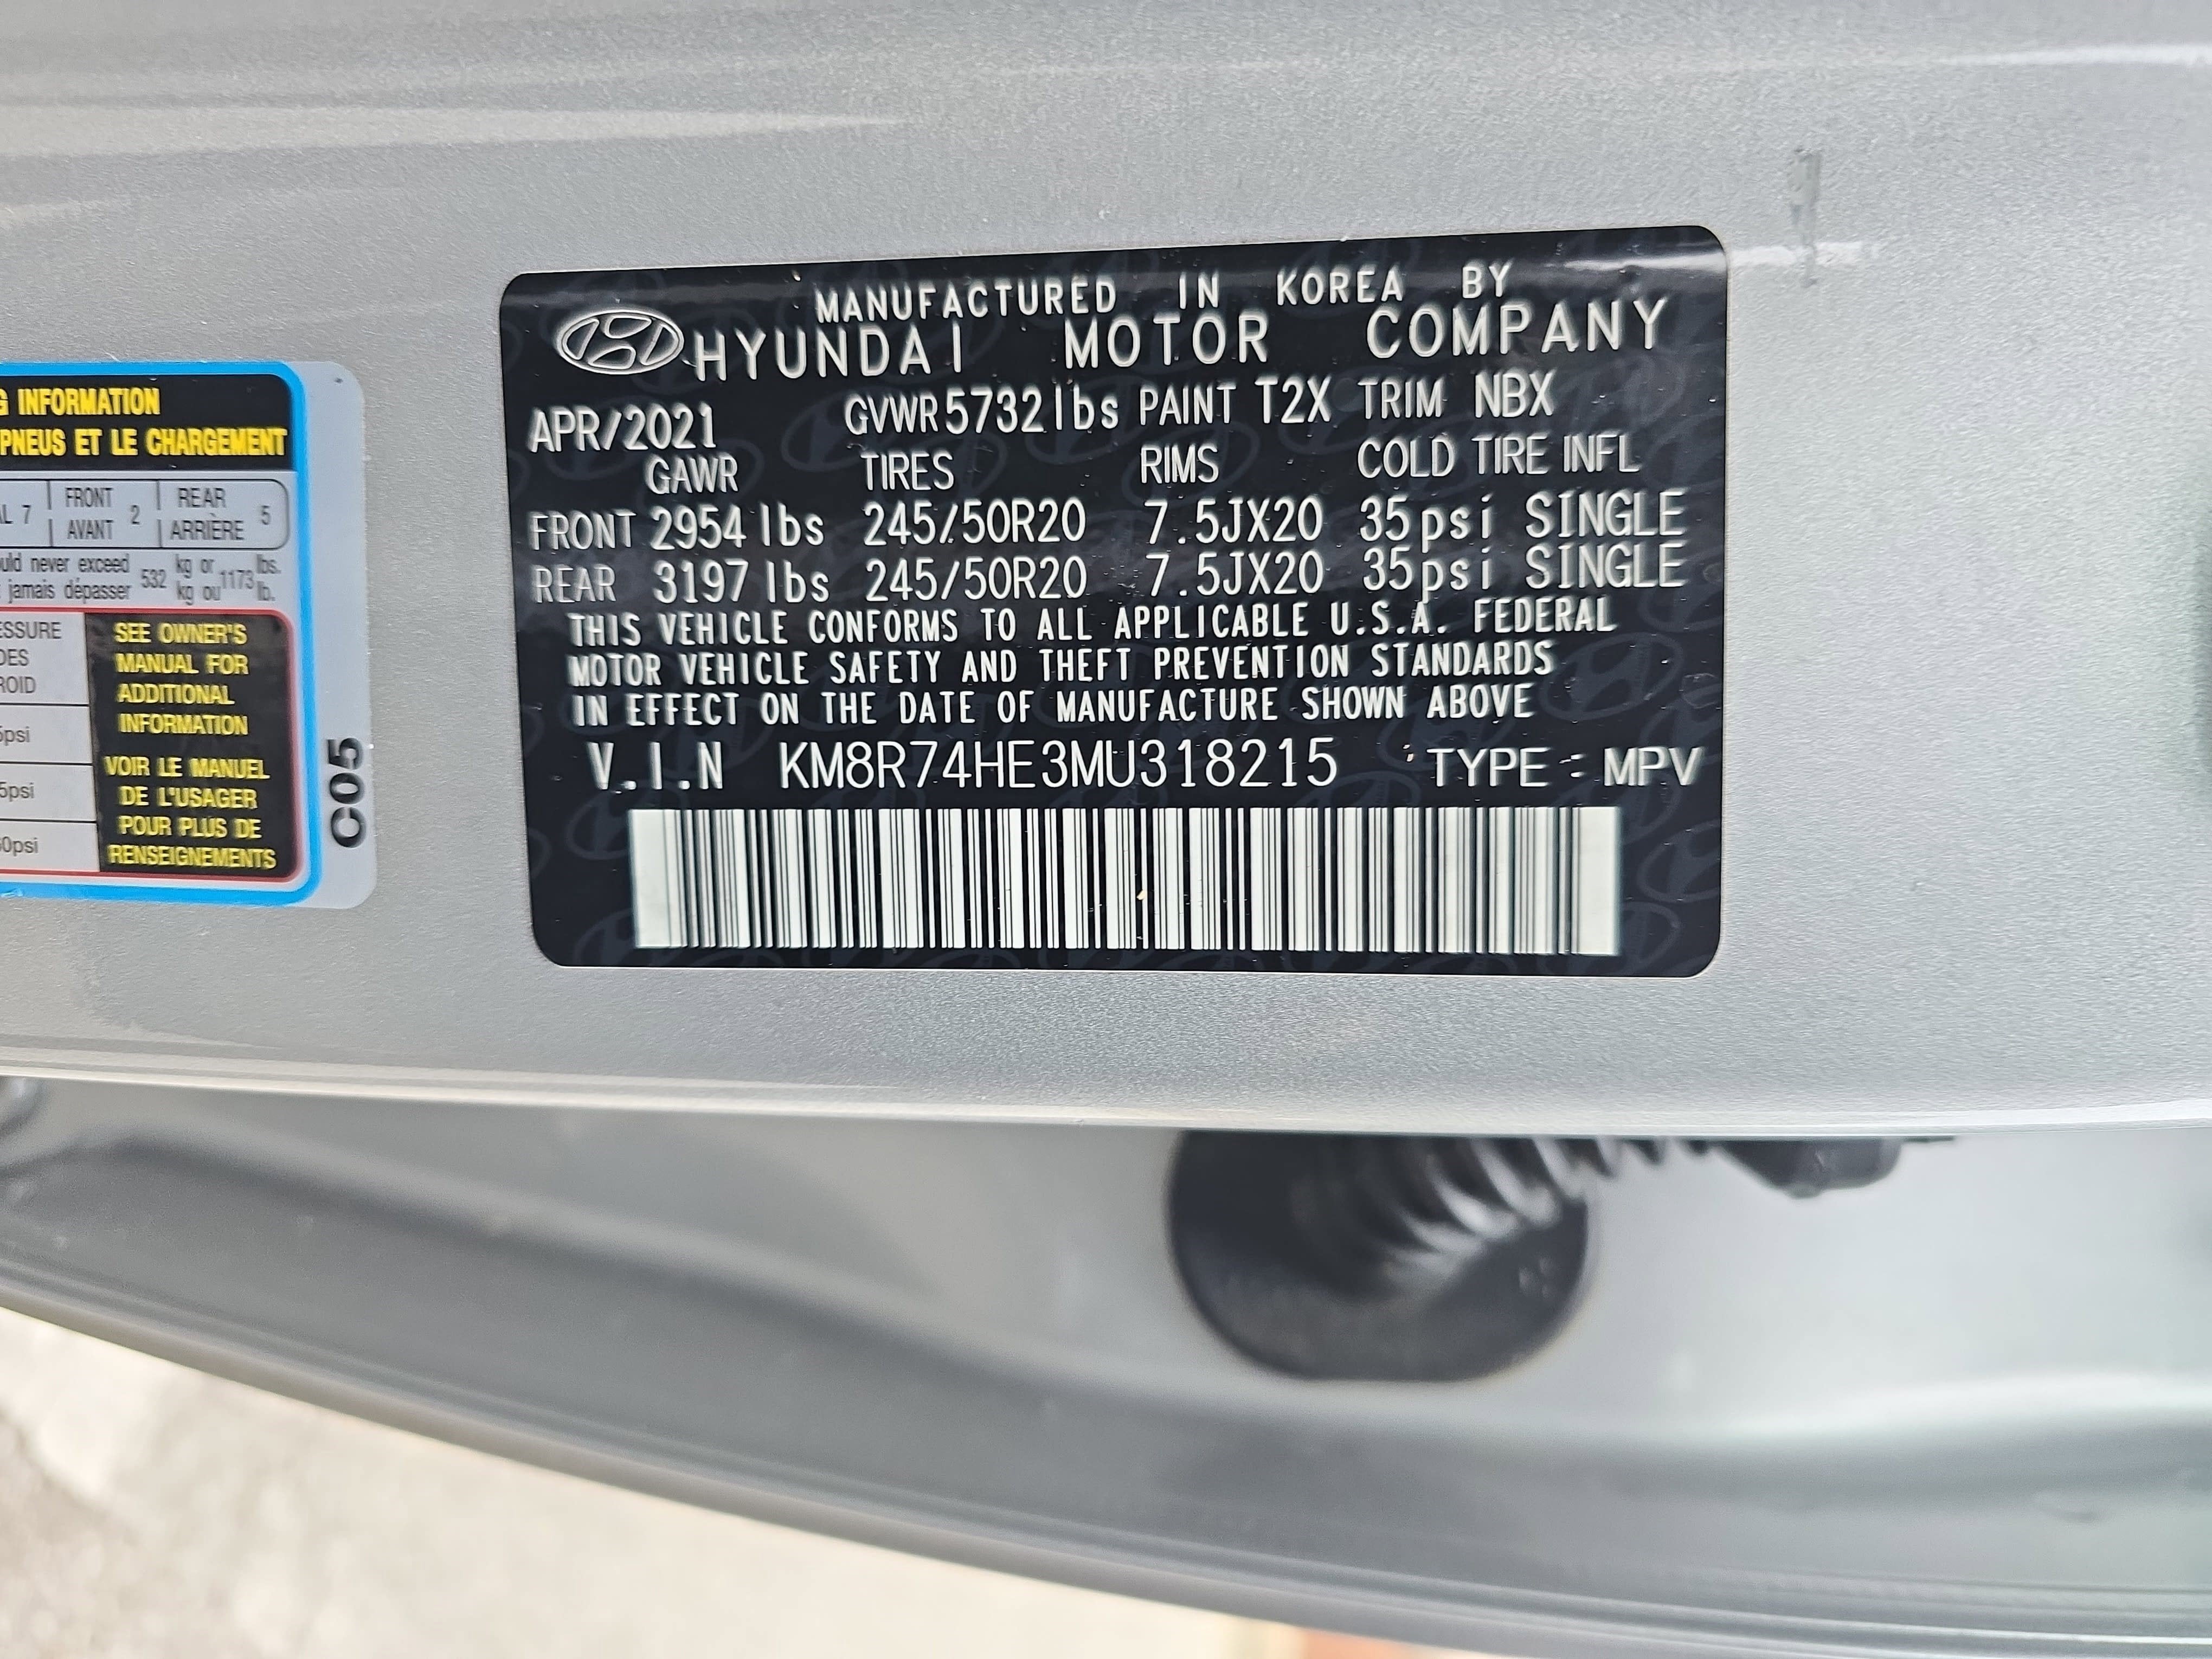 MANUFACTURED IN KOREA BY
HYUNDAI MOTOR COMPANY
APR/2021 GVWR 5732 lbs PAINT T2X TRIM NBX
GAWR TIRES RIMS COLD TIRE INFL
FRONT 2954 lbs 245/50R20 7.5JX20 35psi SINGLE
REAR 3197 lbs 245/50R20 7.5JX20 35psi SINGLE
THIS VEHICLE CONFORMS TO ALL APPLICABLE U.S.A. FEDERAL
MOTOR VEHICLE SAFETY AND THEFT PREVENTION STANDARDS
IN EFFECT ON THE DATE OF MANUFACTURE SHOWN ABOVE
V.I.N KM8R74HE3MU318215 TYPE : MPV
INFORMATION
PNEUS ET LE CHARGEMENT
7 FRONT 2 REAR 5
AVANT ARRIÈRE
never exceed 532 kg or 1173 lbs.
jamais dépasser kg ou lb.
SEE OWNER'S
MANUAL FOR
ADDITIONAL
INFORMATION
VOIR LE MANUEL
DE L'USAGER
POUR PLUS DE
RENSEIGNEMENTS
C05